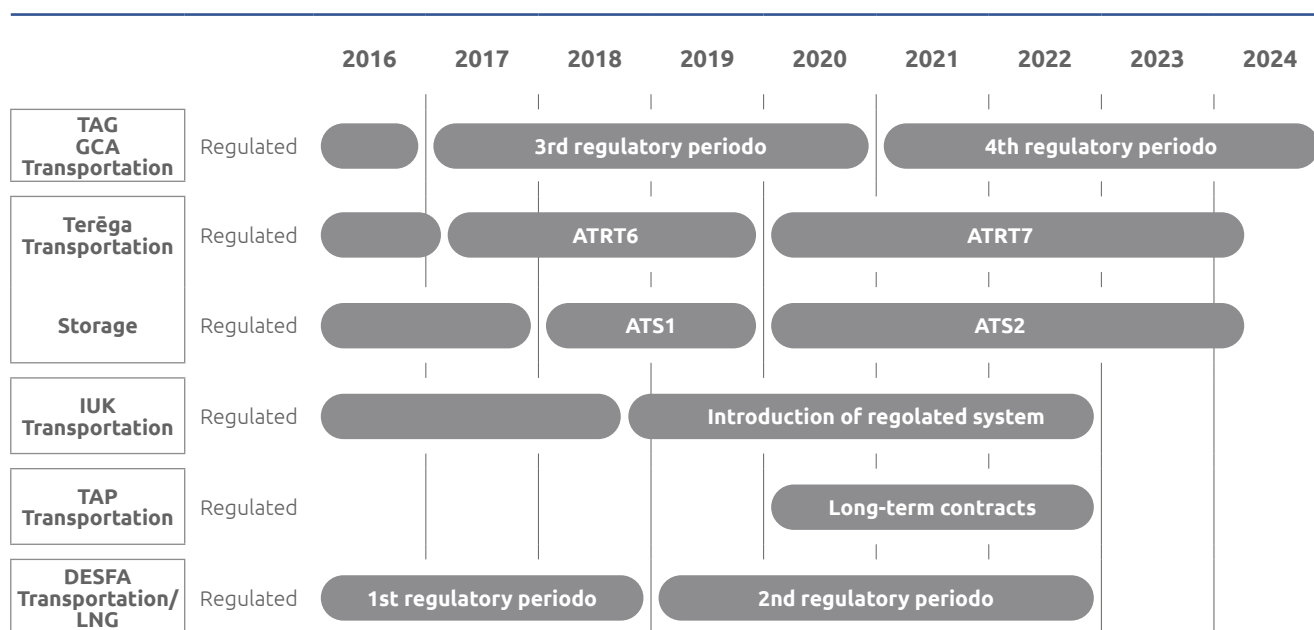 2016 2017 2018 2019 2020 2021 2022 2023 2024
TAG
GCA
Transportation
Regulated
3rd regulatory periodo
4th regulatory periodo
Terēga
Transportation
Regulated
ATRT6
ATRT7
Storage
Regulated
ATS1
ATS2
IUK
Transportation
Regulated
Introduction of regolated system
TAP
Transportation
Regulated
Long-term contracts
DESFA
Transportation/
LNG
Regulated
1st regulatory periodo
2nd regulatory periodo